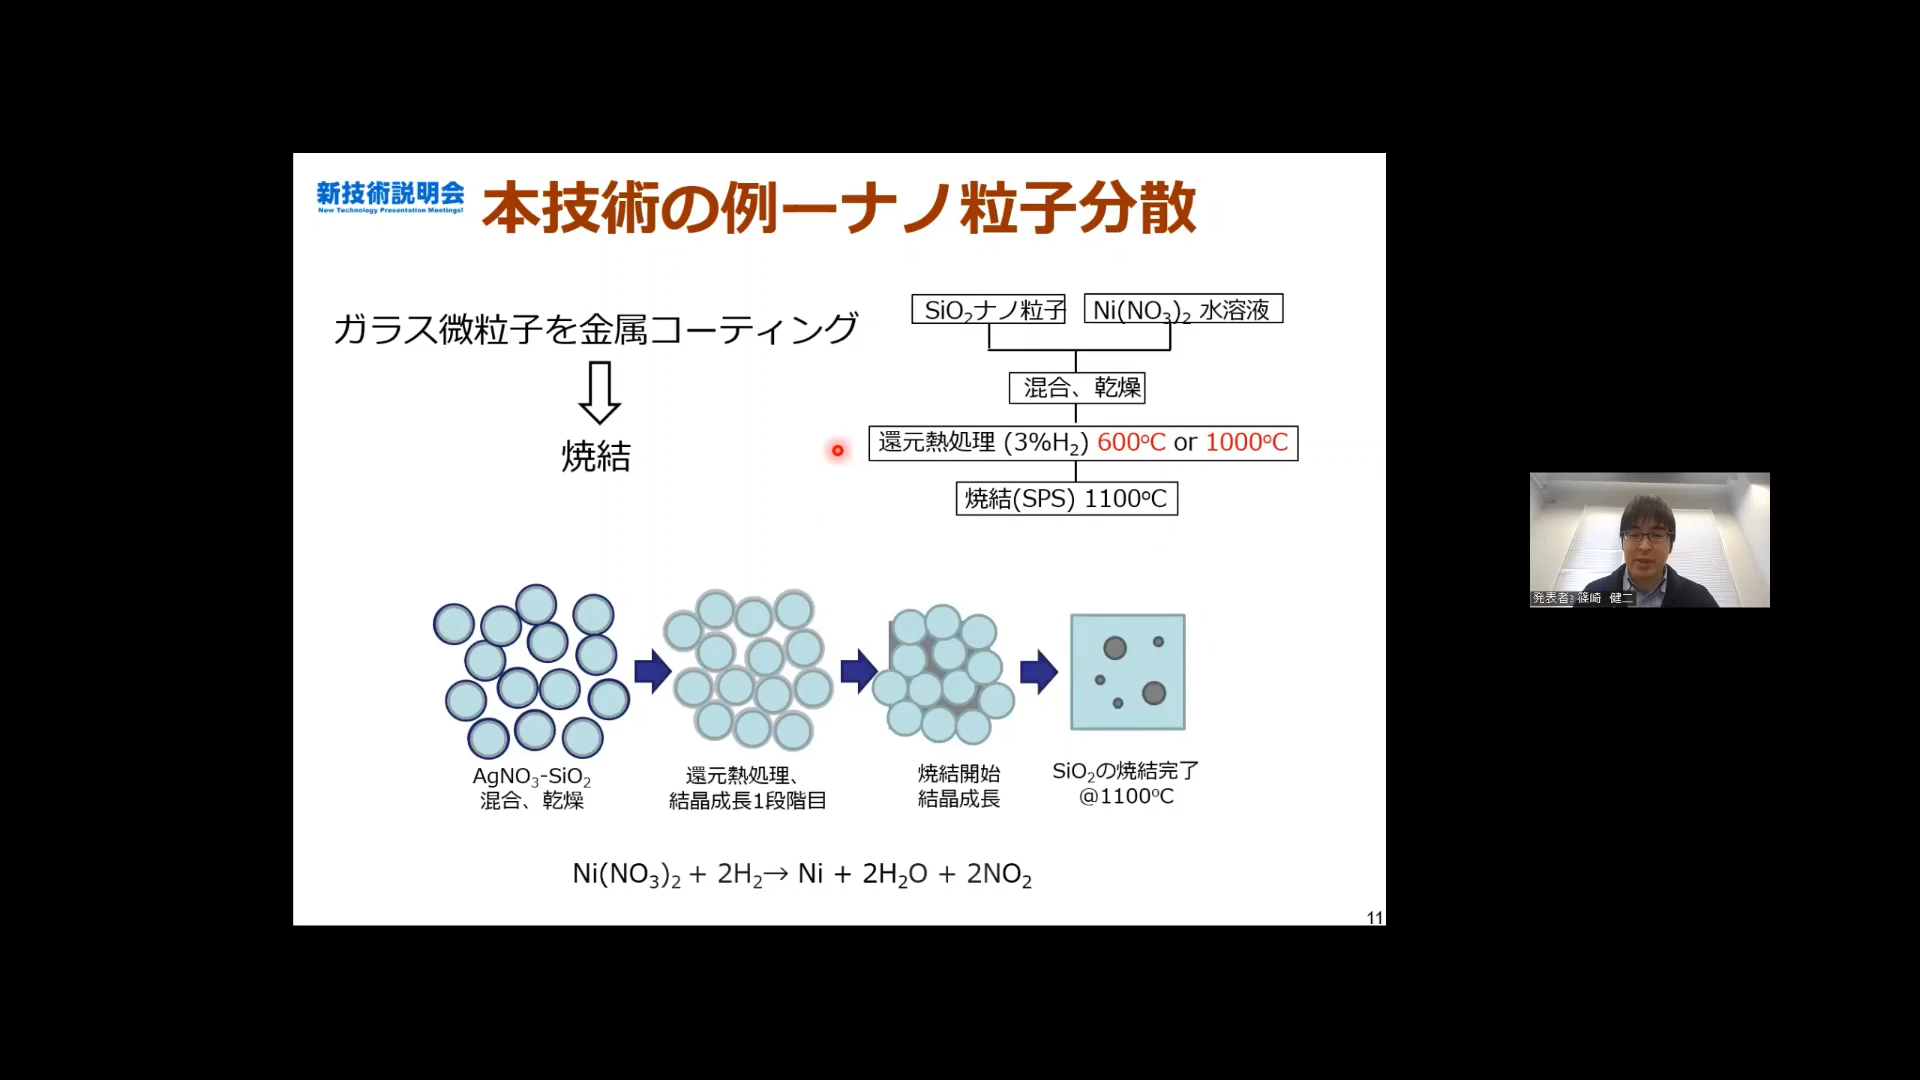 新技術説明会
New Technology Presentation Meetings!
本技術の例ーナノ粒子分散
ガラス微粒子を金属コーティング
焼結
SiO₂ナノ粒子
Ni(NO₃)₂ 水溶液
混合、乾燥
還元熱処理 (3%H₂) 600℃ or 1000℃
焼結(SPS) 1100℃
AgNO₃-SiO₂
混合、乾燥
還元熱処理、
結晶成長1段階目
焼結開始
結晶成長
SiO₂の焼結完了
@1100℃
Ni(NO₃)₂ + 2H₂→ Ni + 2H₂O + 2NO₂
11
発表者: 篠崎 健二